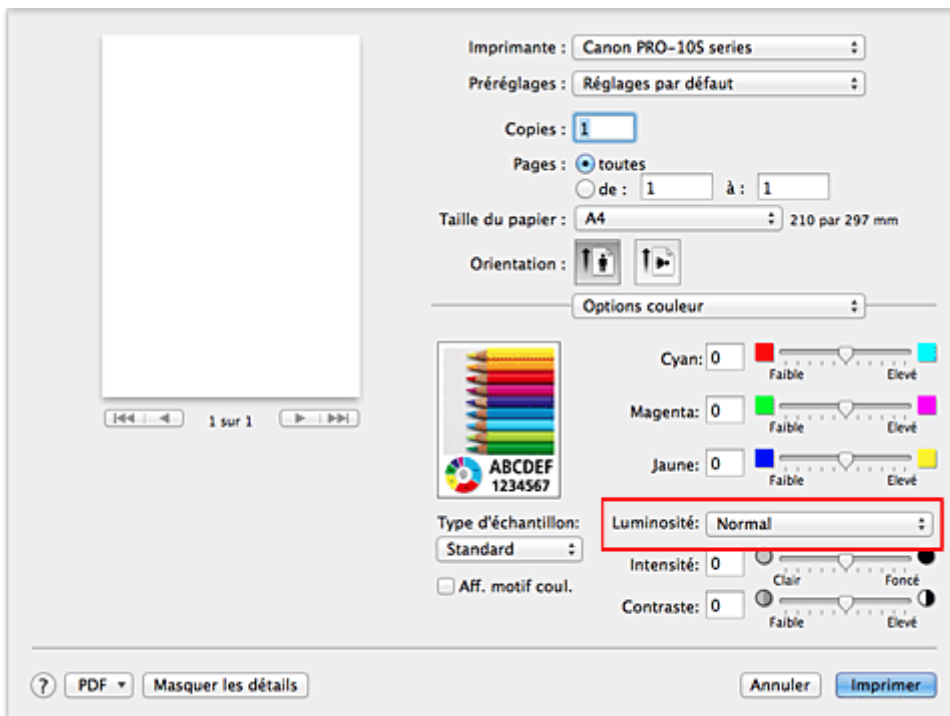 Imprimante : Canon PRO-10S series
Préréglages : Réglages par défaut
Copies : 1
Pages : toutes
de : 1 à : 1
Taille du papier : A4 210 par 297 mm
Orientation :
Options couleur
Cyan: 0
Faible Elevé
Magenta: 0
Faible Elevé
Jaune: 0
Faible Elevé
1 sur 1
ABCDEF
1234567
Type d'échantillon:
Standard
Aff. motif coul.
Luminosité: Normal
Intensité: 0
Clair Foncé
Contraste: 0
Faible Elevé
? PDF Masquer les détails Annuler Imprimer